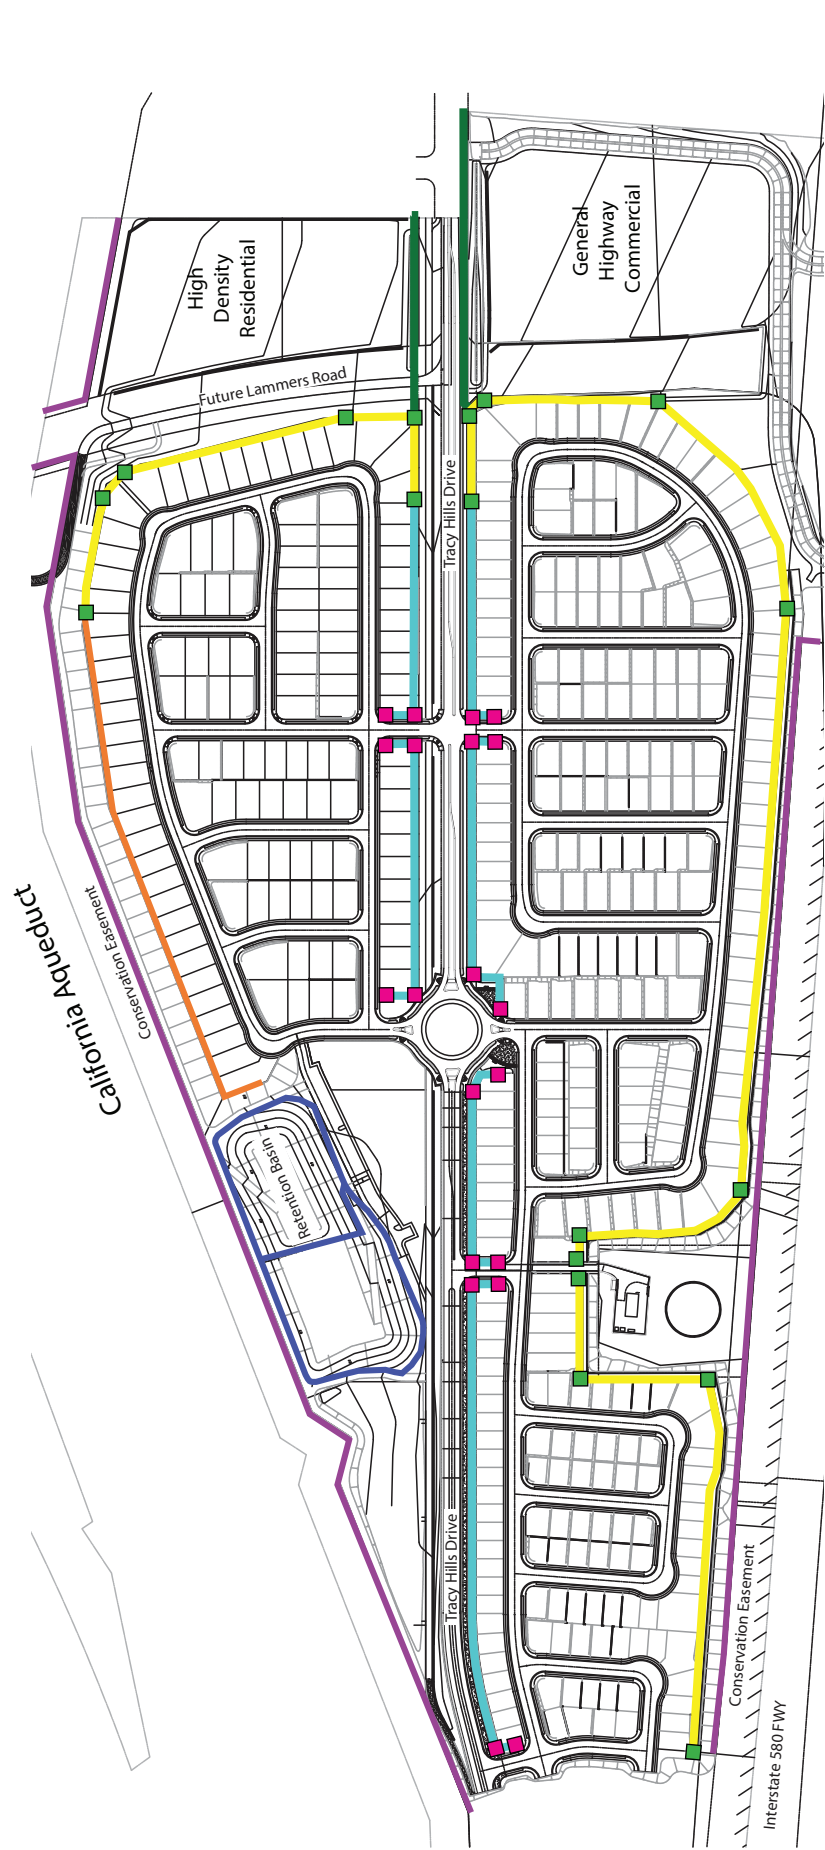 General
Highway
Commercial
High
Density
Residential
Future Lammers Road
Tracy Hills Drive
California Aqueduct
Conservation Easement
Retention Basin
Tracy Hills Drive
Conservation Easement
Interstate 580 FWY